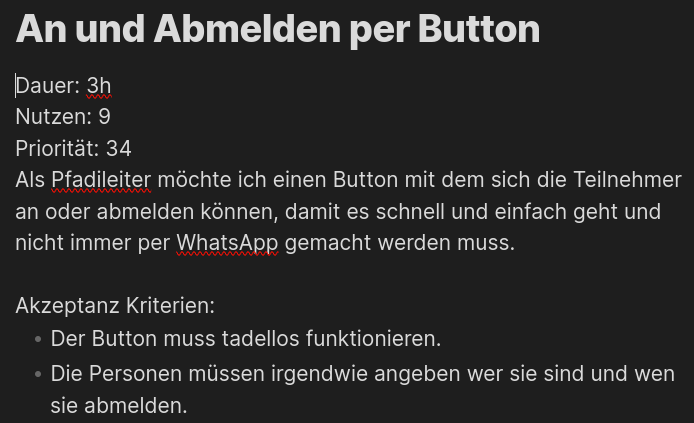 An und Abmelden per Button
Dauer: 3h
Nutzen: 9
Priorität: 34
Als Pfadileiter möchte ich einen Button mit dem sich die Teilnehmer
an oder abmelden können, damit es schnell und einfach geht und
nicht immer per WhatsApp gemacht werden muss.
Akzeptanz Kriterien:
• Der Button muss tadellos funktionieren.
• Die Personen müssen irgendwie angeben wer sie sind und wen
sie abmelden.